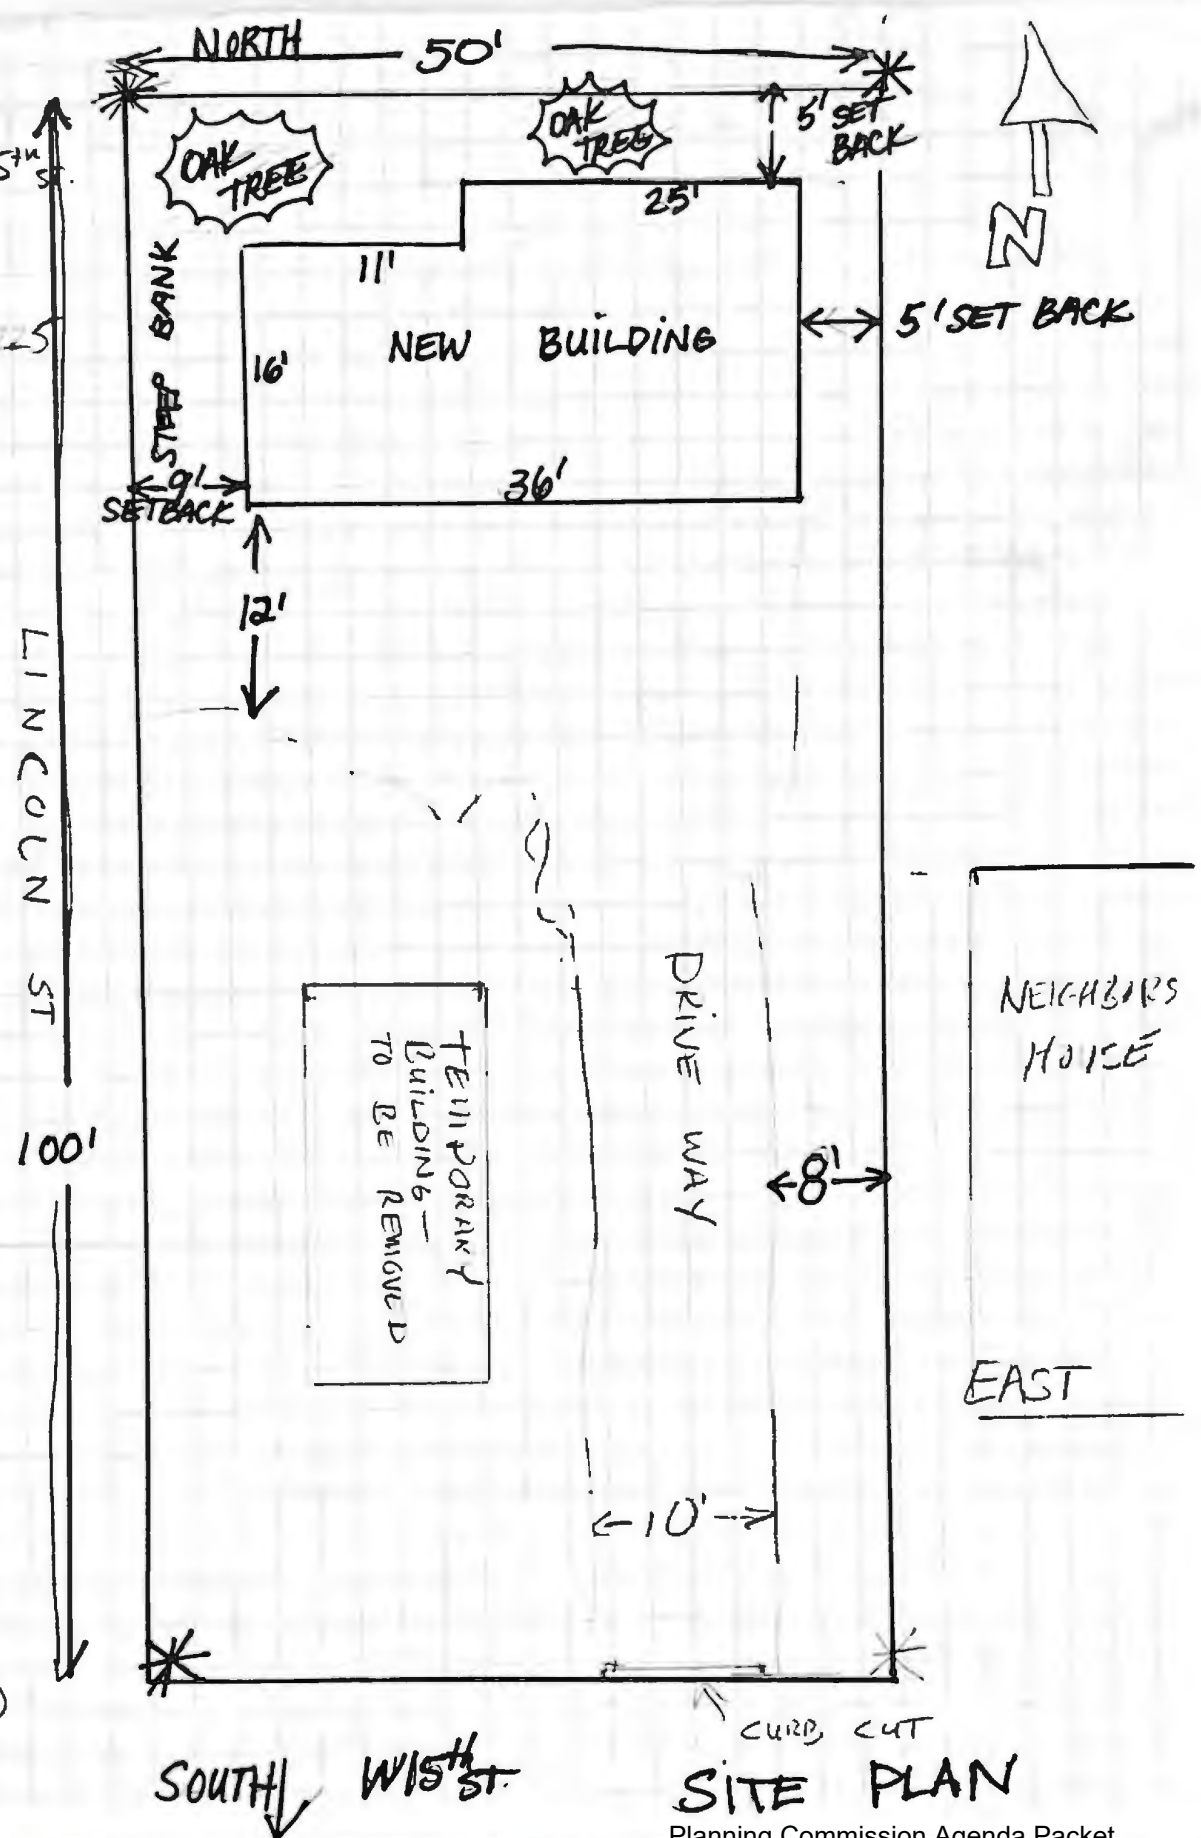 NORTH 50'
OAK
TREE
OAK
TREE
5' SET
BACK
5th
St.
25'
N
11'
STEEP BANK
NEW BUILDING
5' SET BACK
16'
9'
SETBACK
36'
12'
LINCOLN ST
DRIVE WAY
NEIGHBORS
HOUSE
TEMPORARY
BUILDING—
TO BE REMOVED
100'
8'
EAST
10'
CURB CUT
SOUTH W15th ST.
SITE PLAN
Planning Commission Agenda Packet